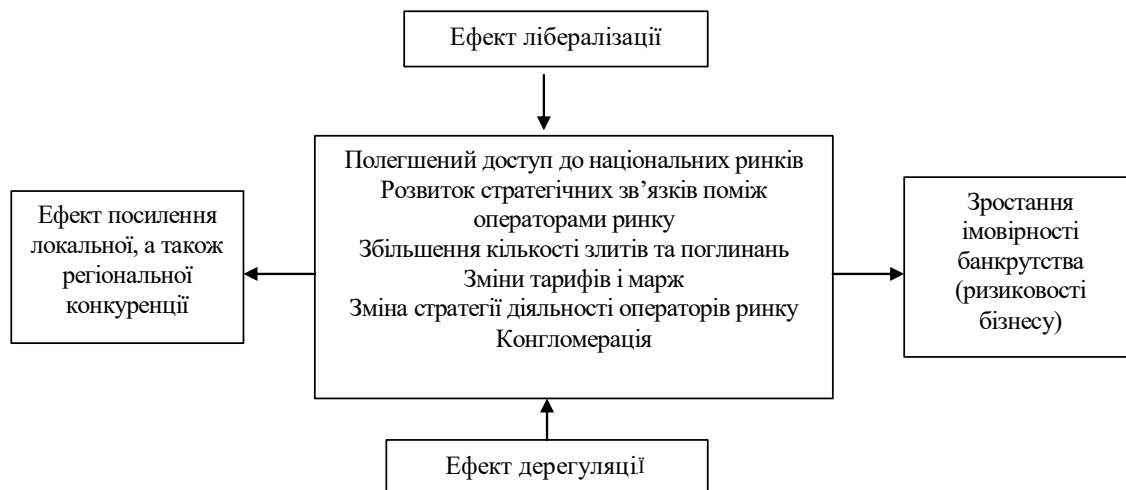 Ефект лібералізації
Полегшений доступ до національних ринків
Розвиток стратегічних зв’язків поміж
операторами ринку
Збільшення кількості злитів та поглинань
Зміни тарифів і марж
Зміна стратегії діяльності операторів ринку
Конгломерація
Ефект посилення
локальної, а також
регіональної
конкуренції
Зростання
імовірності
банкрутства
(ризиковості
бізнесу)
Ефект дерегуляції